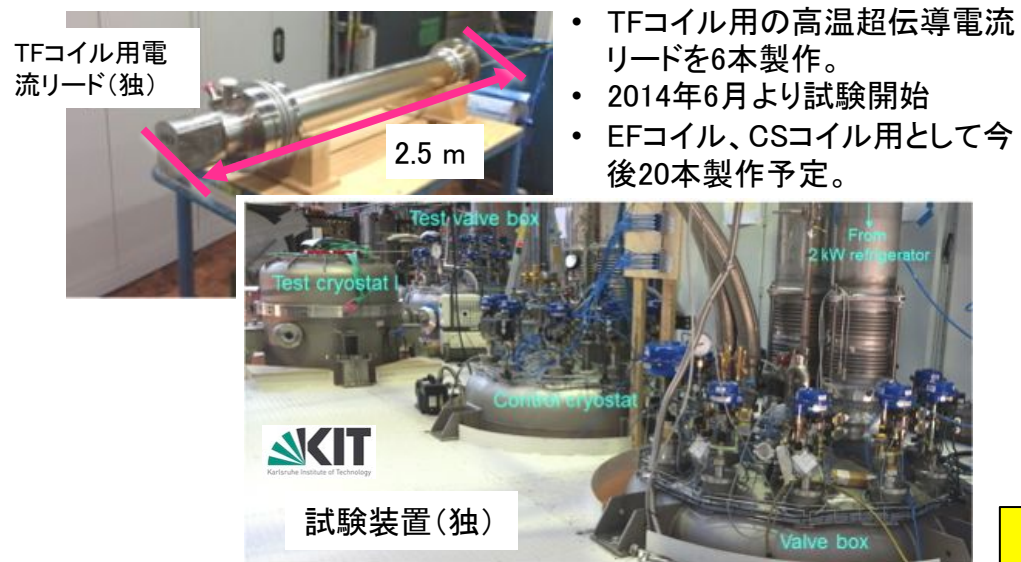 TFコイル用電
流リード（独）
2.5 m
• TFコイル用の高温超伝導電流
リードを6本製作。
• 2014年6月より試験開始
• EFコイル、CSコイル用として今
後20本製作予定。
Test valve box
From
2 kW refrigerator
Test cryostat I
Control cryostat
KIT
Karlsruhe Institute of Technology
試験装置（独）
Valve box